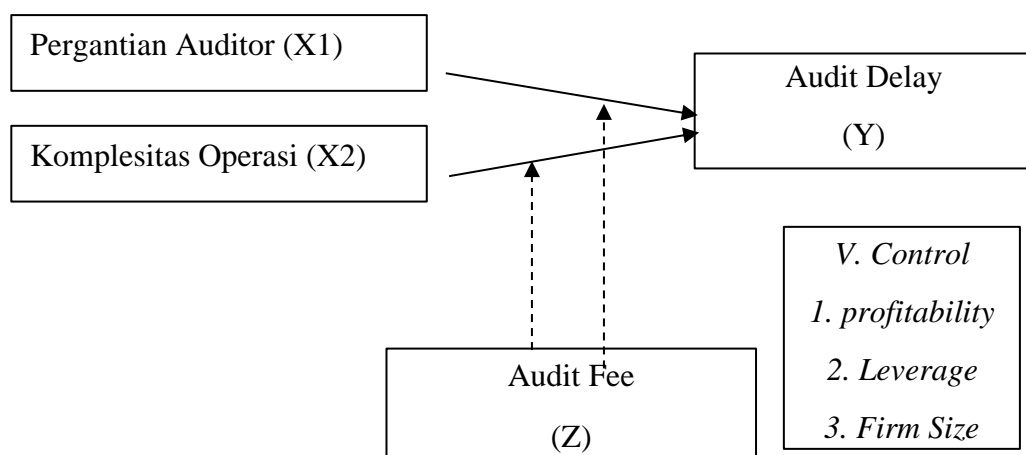 Pergantian Auditor (X1)
Audit Delay
(Y)
Komplesitas Operasi (X2)
V. Control
1. profitability
2. Leverage
3. Firm Size
Audit Fee
(Z)